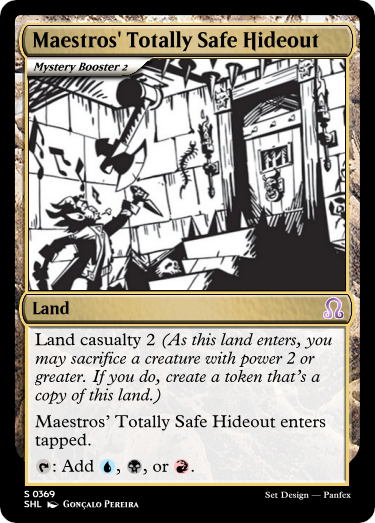 Maestros' Totally Safe Hideout
Mystery Booster 2
Land
Land casualty 2 (As this land enters, you
may sacrifice a creature with power 2 or
greater. If you do, create a token that's a
copy of this land.)
Maestros' Totally Safe Hideout enters
tapped.
: Add , , or .
S 0369
SHL Gonçalo Pereira
Set Design — Panfex